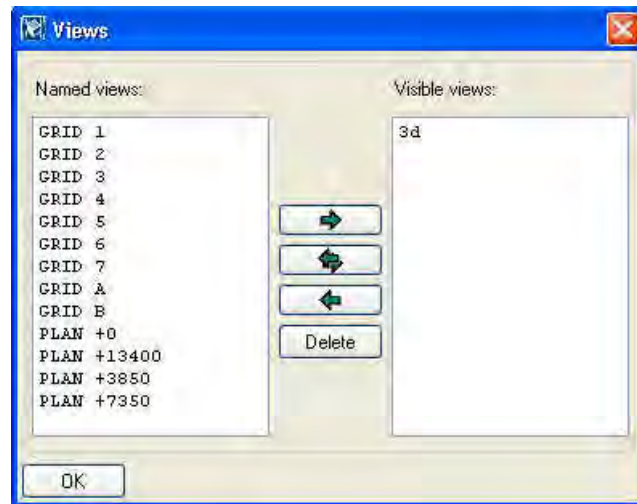 Views
Named views:
Visible views:
GRID 1
GRID 2
GRID 3
GRID 4
GRID 5
GRID 6
GRID 7
GRID A
GRID B
PLAN +0
PLAN +13400
PLAN +3850
PLAN +7350
3d
Delete
OK